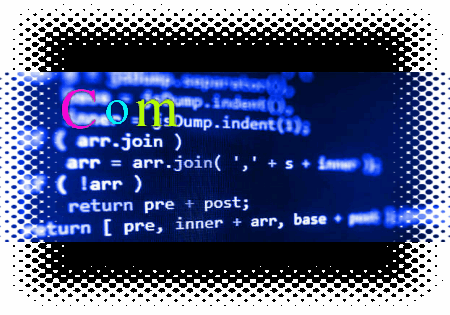 jsDump.separator(),
= jsDump.indent(),
Com
jsDump.indent(1);
( arr.join )
arr = arr.join( ',' + s + inner );
( !arr )
return pre + post;
return [ pre, inner + arr, base + post ]